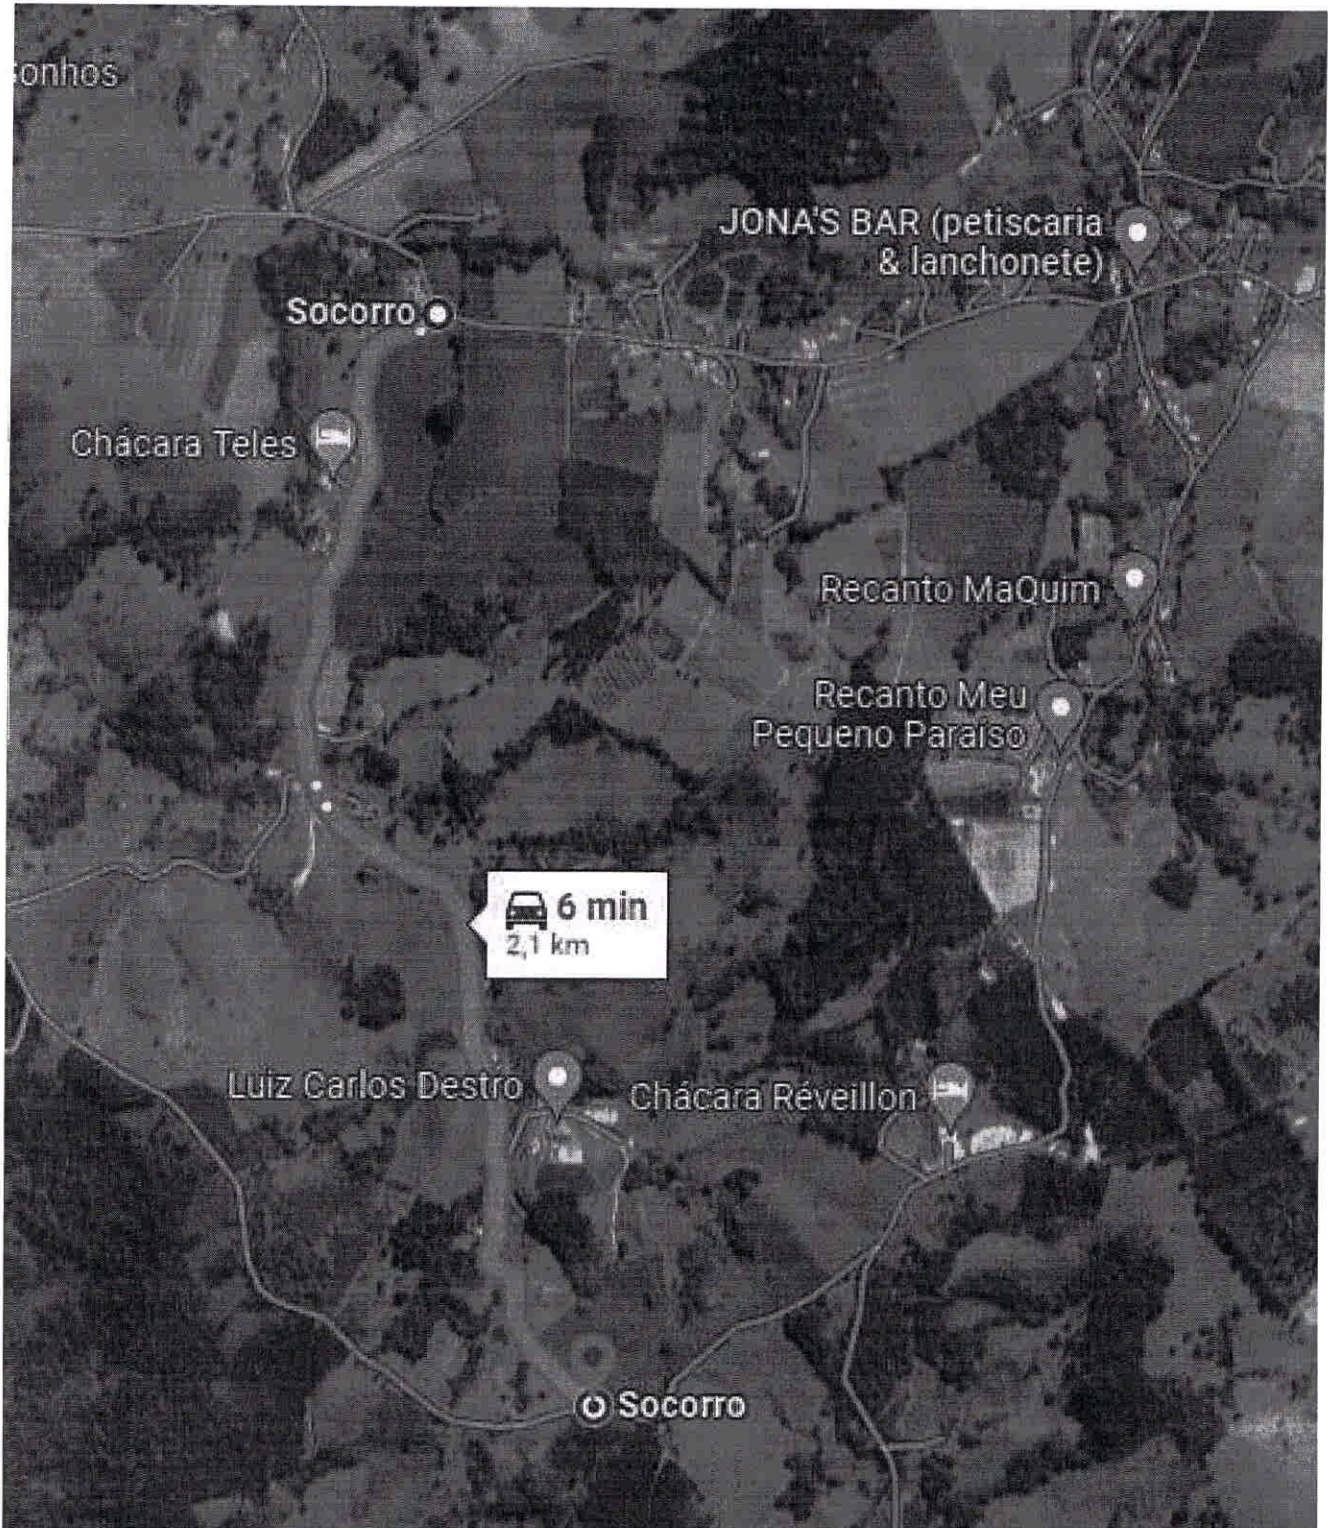 onhos
JONA'S BAR (petiscaria
& lanchonete)
Socorro
Chácara Teles
Recanto MaQuim
Recanto Meu
Pequeno Paraíso
6 min
2,1 km
Luiz Carlos Destro
Chácara Réveillon
Socorro